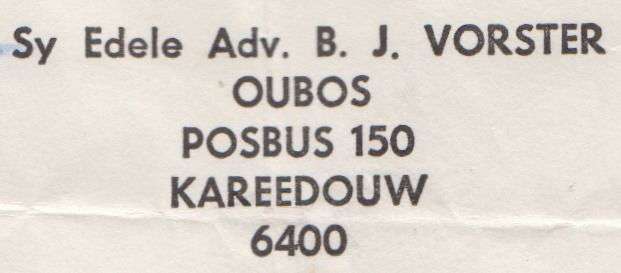 Sy Edele Adv. B. J. VORSTER
OUBOS
POSBUS 150
KAREEDOUW
6400